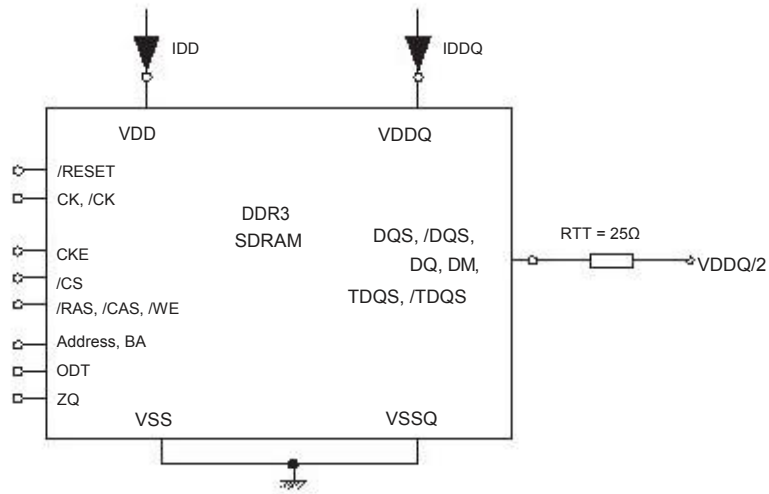 IDD
IDDQ
VDD
VDDQ
/RESET
CK, /CK
CKE
/CS
/RAS, /CAS, /WE
Address, BA
ODT
ZQ
DDR3
SDRAM
DQS, /DQS,
DQ, DM,
TDQS, /TDQS
RTT = 25Ω
VDDQ/2
VSS
VSSQ